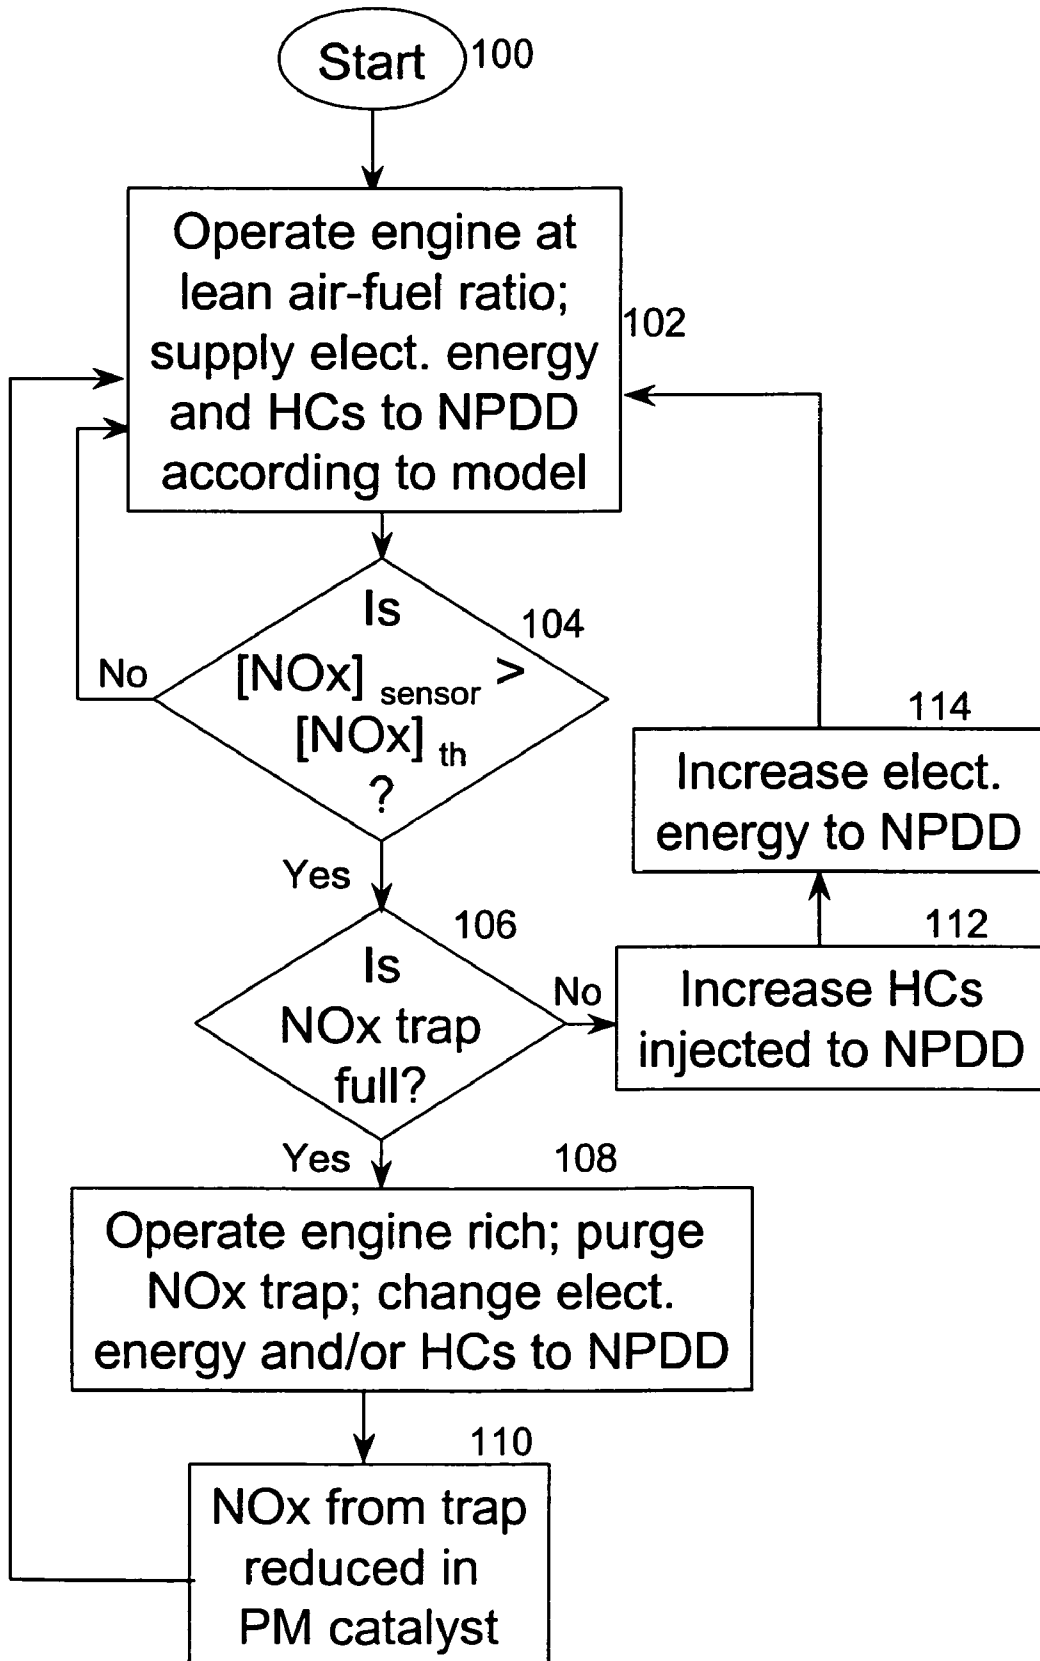 Start 100
Operate engine at
lean air-fuel ratio;
supply elect. energy
and HCs to NPDD
according to model
102
Is
[NOx] sensor >
[NOx] th
?
104
No
Yes
Is
NOx trap
full?
106
No
Increase HCs
injected to NPDD
112
Increase elect.
energy to NPDD
114
Yes
108
Operate engine rich; purge
NOx trap; change elect.
energy and/or HCs to NPDD
110
NOx from trap
reduced in
PM catalyst